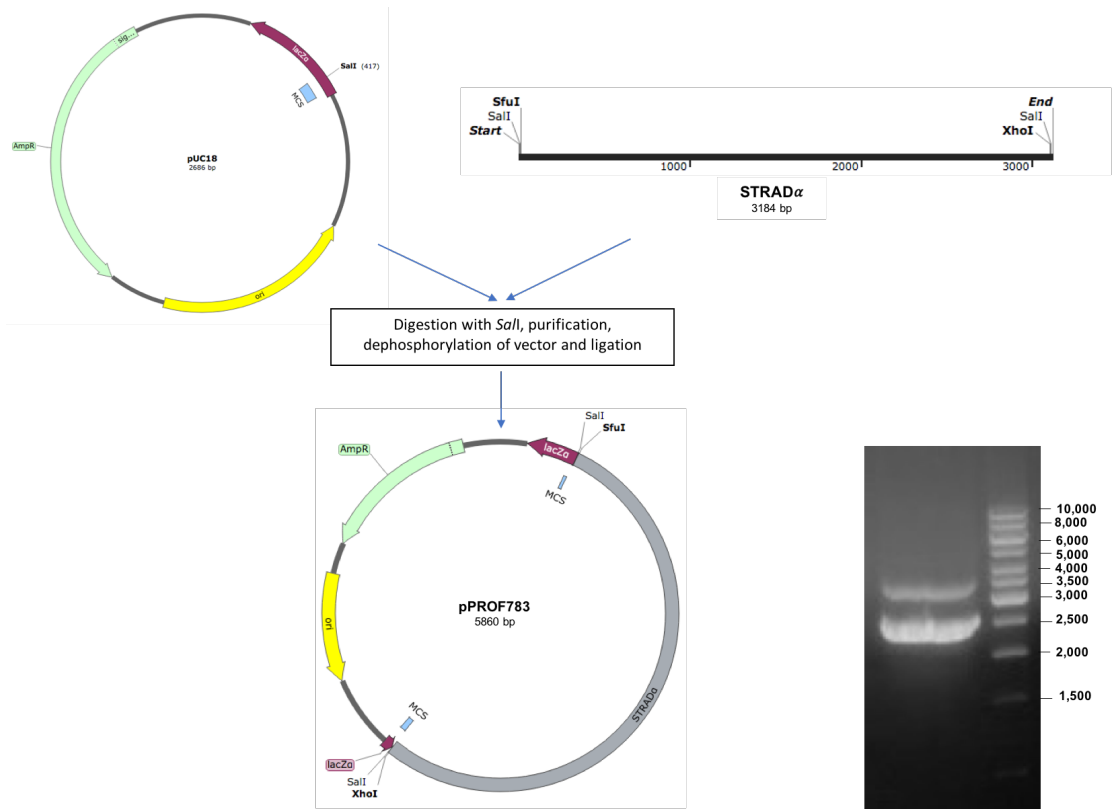 sig...
lacZα
SalI (417)
MCS
AmpR
pUC18
2686 bp
ori
SfuI
SalI
Start
End
SalI
XhoI
1000
2000
3000
STRADα
3184 bp
Digestion with SalI, purification,
dephosphorylation of vector and ligation
AmpR
lacZα
SalI
SfuI
MCS
pPROF783
5860 bp
ori
STRADα
MCS
lacZα
SalI
XhoI
10,000
8,000
6,000
5,000
4,000
3,500
3,000
2,500
2,000
1,500